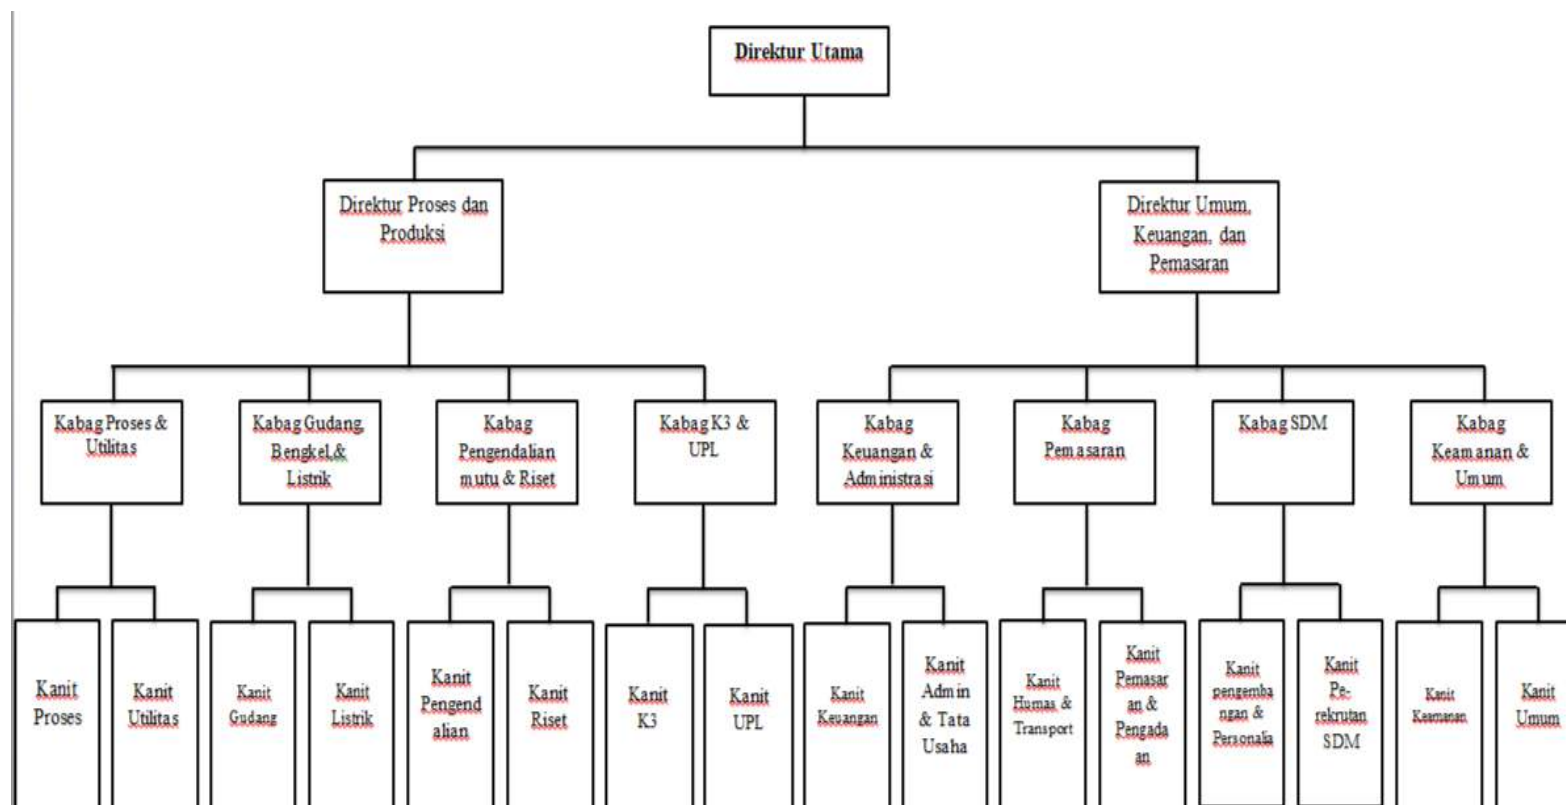 Direktur Utama
Direktur Proses dan
Produksi
Direktur Umum,
Keuangan, dan
Pemasaran
Kabag Proses &
Utilitas
Kabag Gudang,
Bengkel,&
Listrik
Kabag
Pengendalian
mutu & Riset
Kabag K3 &
UPL
Kabag
Keuangan &
Administrasi
Kabag
Pemasaran
Kabag SDM
Kabag
Keamanan &
Umum
Kanit
Proses
Kanit
Utilitas
Kanit
Gudang
Kanit
Listrik
Kanit
Pengend
alian
Kanit
Riset
Kanit
K3
Kanit
UPL
Kanit
Keuangan
Kanit
Admin
& Tata
Usaha
Kanit
Humas &
Transport
Kanit
Pemasar
an &
Pengada
an
Kanit
pengemba
ngan &
Personalia
Kanit
Pe-
rekrutan
SDM
Kanit
Keamanan
Kanit
Umum